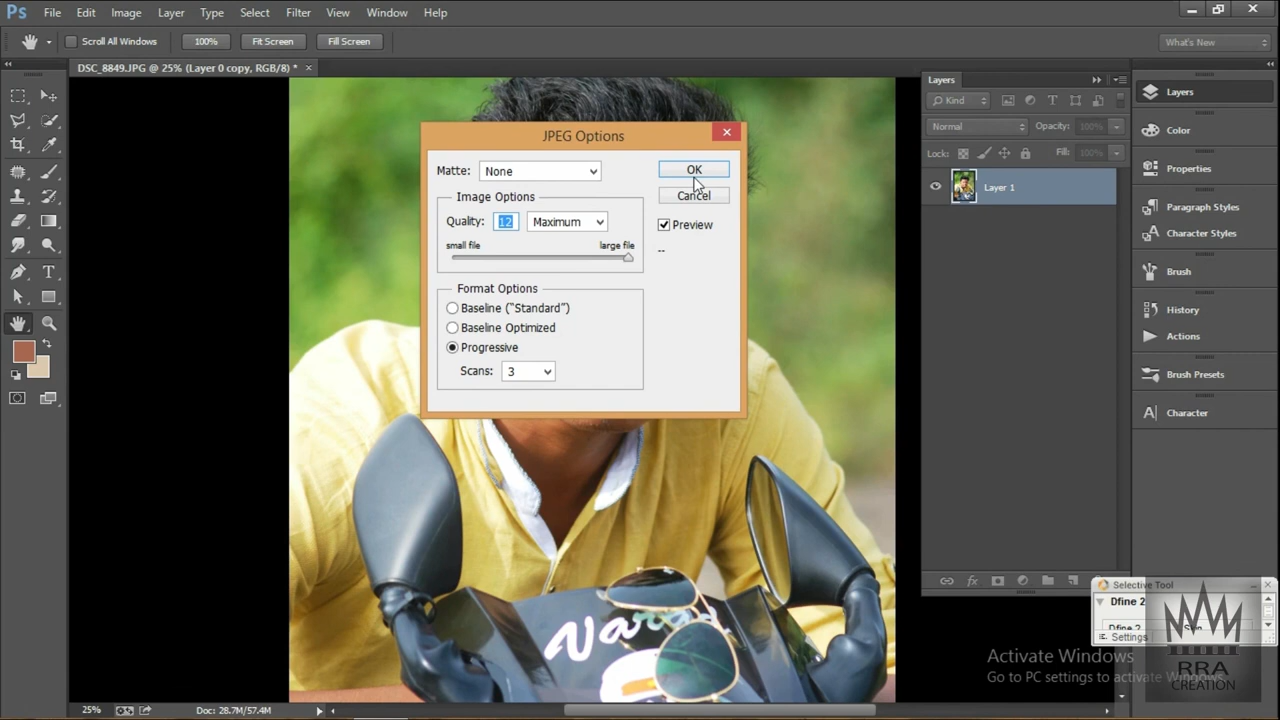 Ps File Edit Image Layer Type Select Filter View Window Help
Scroll All Windows 100% Fit Screen Fill Screen What's New
DSC_8849.JPG @ 25% (Layer 0 copy, RGB/8) * ×
JPEG Options
Matte: None OK
Cancel
Image Options
Quality: 12 Maximum Preview
small file large file --
Format Options
Baseline ("Standard")
Baseline Optimized
Progressive
Scans: 3
Layers
Kind
Normal Opacity: 100%
Lock: Fill: 100%
Layer 1
Layers
Color
Properties
Paragraph Styles
Character Styles
Brush
History
Actions
Brush Presets
Character
Selective Tool
Dfine 2
Dfine 2
Settings
Activate Windows
Go to PC settings to activate Windows.
RRA
CREATION
25% Doc: 28.7M/57.4M